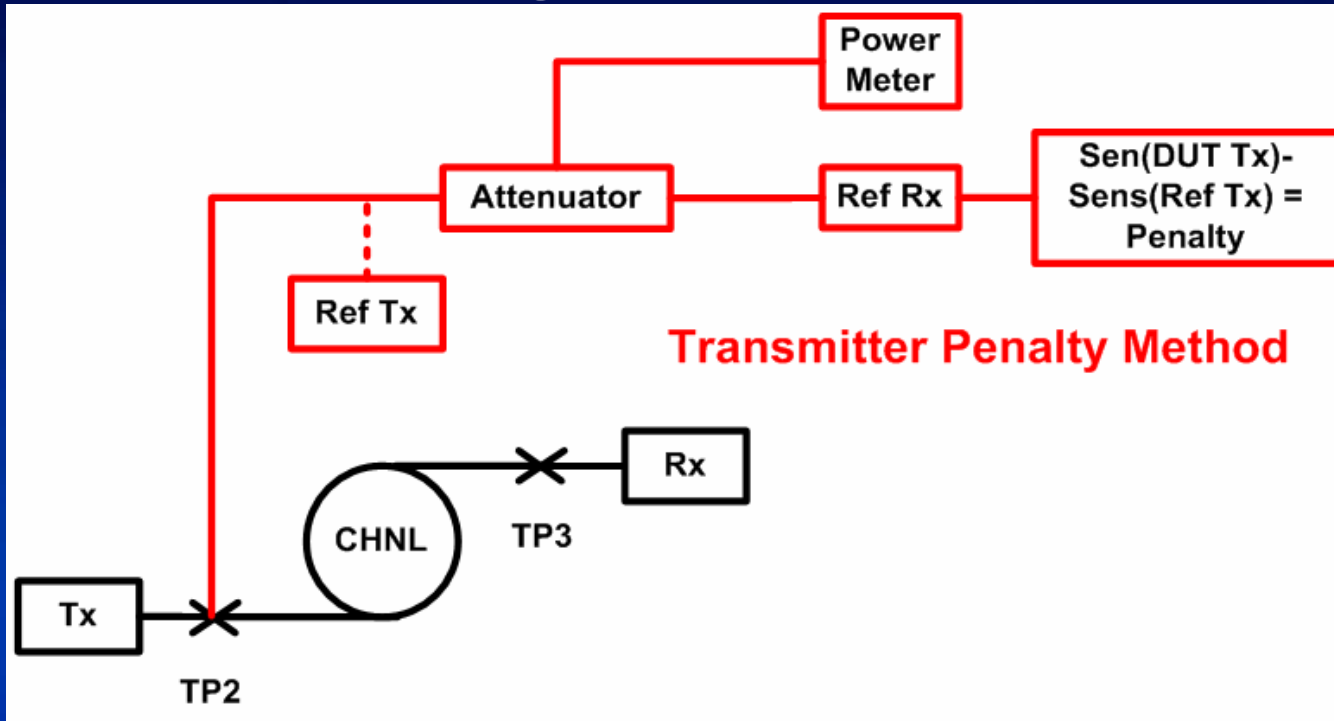 Power
Meter
Attenuator
Ref Rx
Sen(DUT Tx)-
Sens(Ref Tx) =
Penalty
Ref Tx
Transmitter Penalty Method
Rx
CHNL
TP3
Tx
TP2